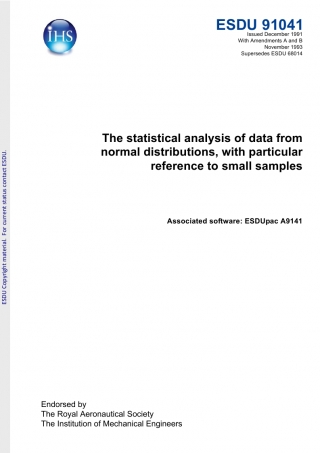 IHS
ESDU 91041
Issued December 1991
With Amendments A and B
November 1993
Supersedes ESDU 68014
The statistical analysis of data from
normal distributions, with particular
reference to small samples
Associated software: ESDUpac A9141
ESDU Copyright material. For current status contact ESDU.
Endorsed by
The Royal Aeronautical Society
The Institution of Mechanical Engineers